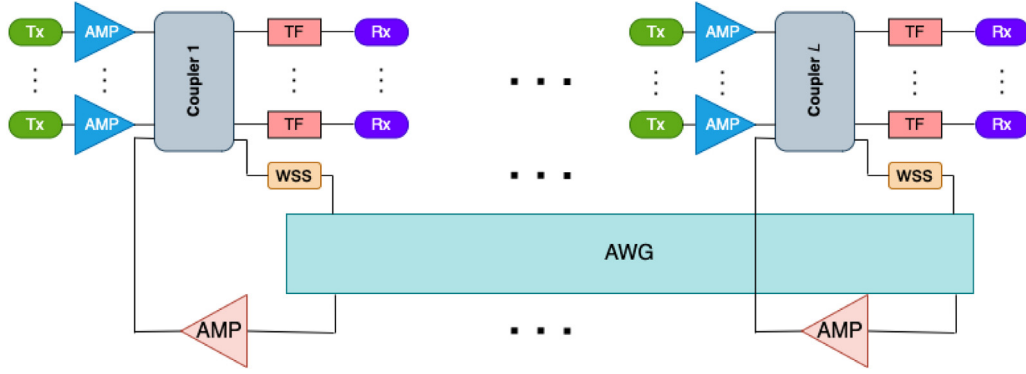 Tx AMP Coupler 1 TF Rx Tx AMP Coupler L TF Rx
Tx AMP TF Rx Tx AMP TF Rx
WSS WSS
AWG
AMP AMP